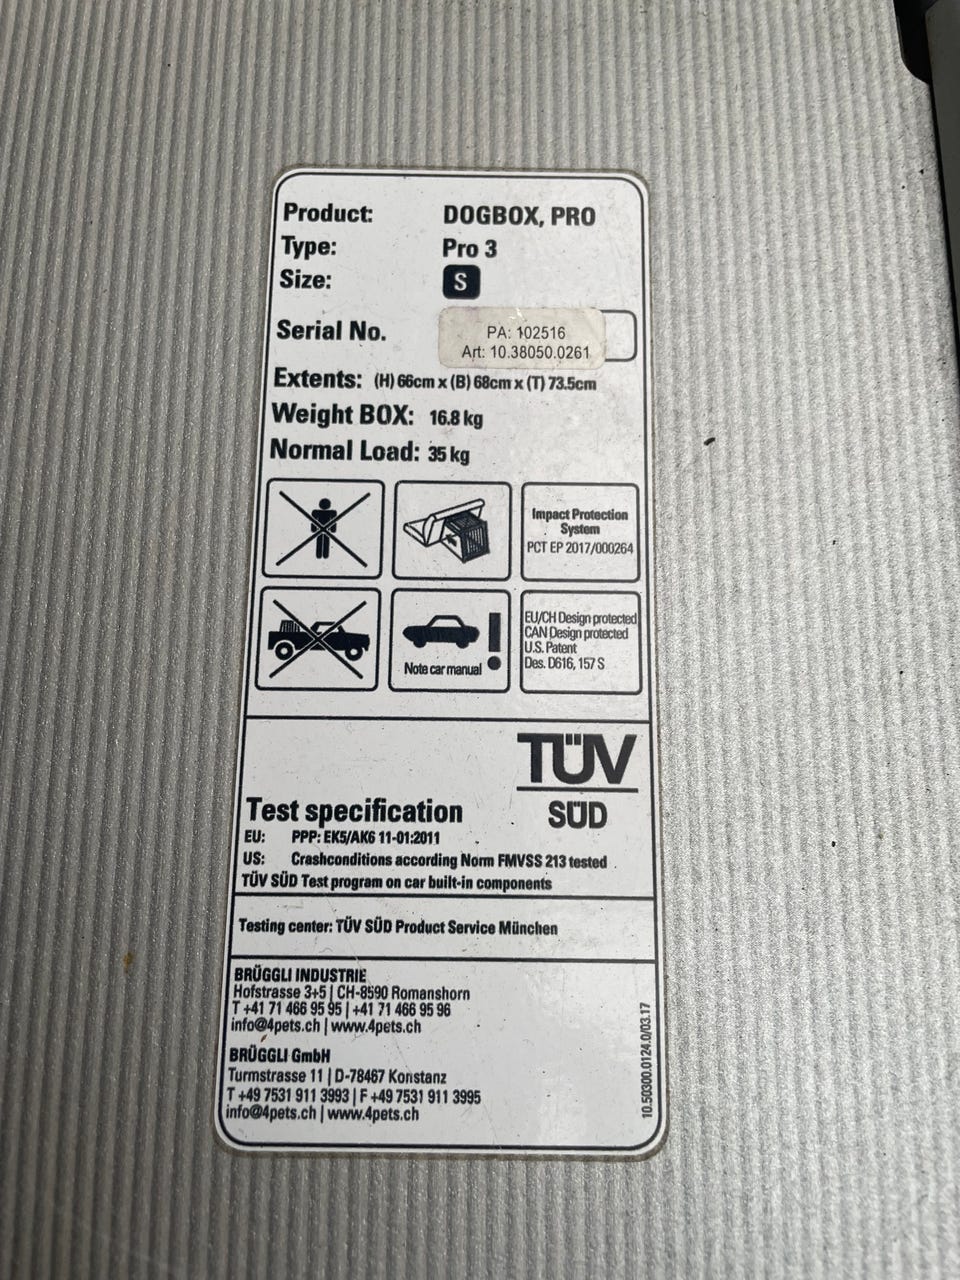 Product: DOGBOX, PRO
Type: Pro 3
Size: S
Serial No. PA: 102516
Art: 10.38050.0261
Extents: (H) 66cm x (B) 68cm x (T) 73.5cm
Weight BOX: 16.8 kg
Normal Load: 35 kg
Impact Protection
System
PCT EP 2017/000264
Note car manual !
EU/CH Design protected
CAN Design protected
U.S. Patent
Des. D616, 157 S
TÜV
SÜD
Test specification
EU: PPP: EK5/AK6 11-01:2011
US: Crashconditions according Norm FMVSS 213 tested
TÜV SÜD Test program on car built-in components
Testing center: TÜV SÜD Product Service München
BRÜGGLI INDUSTRIE
Hofstrasse 3+5 | CH-8590 Romanshorn
T +41 71 466 95 95 | +41 71 466 95 96
info@4pets.ch | www.4pets.ch
BRÜGGLI GmbH
Turmstrasse 11 | D-78467 Konstanz
T +49 7531 911 3993 | F +49 7531 911 3995
info@4pets.ch | www.4pets.ch
10.50300.0124.0/03.17